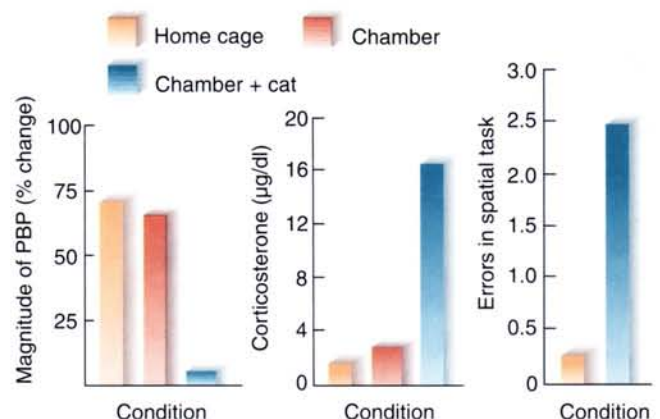 Home cage
Chamber
Chamber + cat
Magnitude of PBP (% change)
100
75
50
25
Condition
Corticosterone (µg/dl)
20
16
12
8
4
0
Condition
Errors in spatial task
3.0
2.5
2.0
1.0
0.5
0
Condition